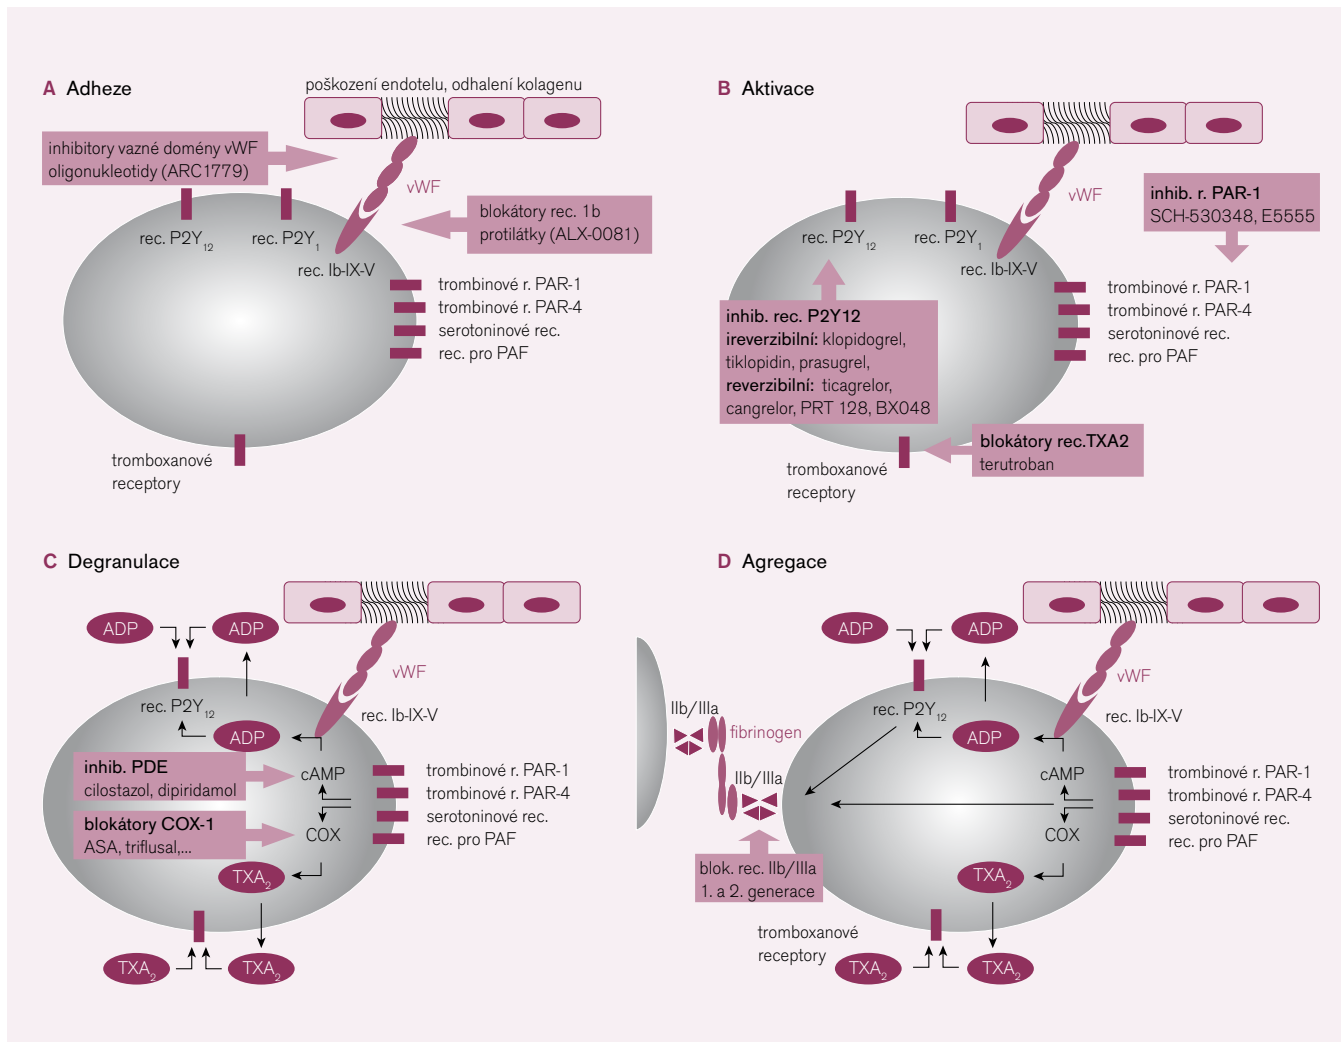 A Adheze
poškození endotelu, odhalení kolagenu
inhibitory vazné domény vWF
oligonukleotidy (ARC1779)
vWF
blokátory rec. 1b
protilátky (ALX-0081)
rec. P2Y12
rec. P2Y1
rec. Ib-IX-V
trombinové r. PAR-1
trombinové r. PAR-4
serotoninové rec.
rec. pro PAF
tromboxanové
receptory
B Aktivace
vWF
inhib. r. PAR-1
SCH-530348, E5555
rec. P2Y12
rec. P2Y1
rec. Ib-IX-V
trombinové r. PAR-1
trombinové r. PAR-4
serotoninové rec.
rec. pro PAF
inhib. rec. P2Y12
ireverzibilní: klopidogrel,
tiklopidin, prasugrel,
reverzibilní: ticagrelor,
cangrelor, PRT 128, BX048
blokátory rec.TXA2
terutroban
tromboxanové
receptory
C Degranulace
ADP
ADP
vWF
rec. P2Y12
rec. Ib-IX-V
ADP
inhib. PDE
cilostazol, dipiridamol
cAMP
blokátory COX-1
ASA, triflusal,...
COX
trombinové r. PAR-1
trombinové r. PAR-4
serotoninové rec.
rec. pro PAF
TXA2
TXA2
TXA2
D Agregace
ADP
ADP
vWF
IIb/IIIa
rec. P2Y12
rec. Ib-IX-V
fibrinogen
ADP
IIb/IIIa
cAMP
COX
trombinové r. PAR-1
trombinové r. PAR-4
serotoninové rec.
rec. pro PAF
blok. rec. IIb/IIIa
1. a 2. generace
TXA2
tromboxanové
receptory
TXA2
TXA2